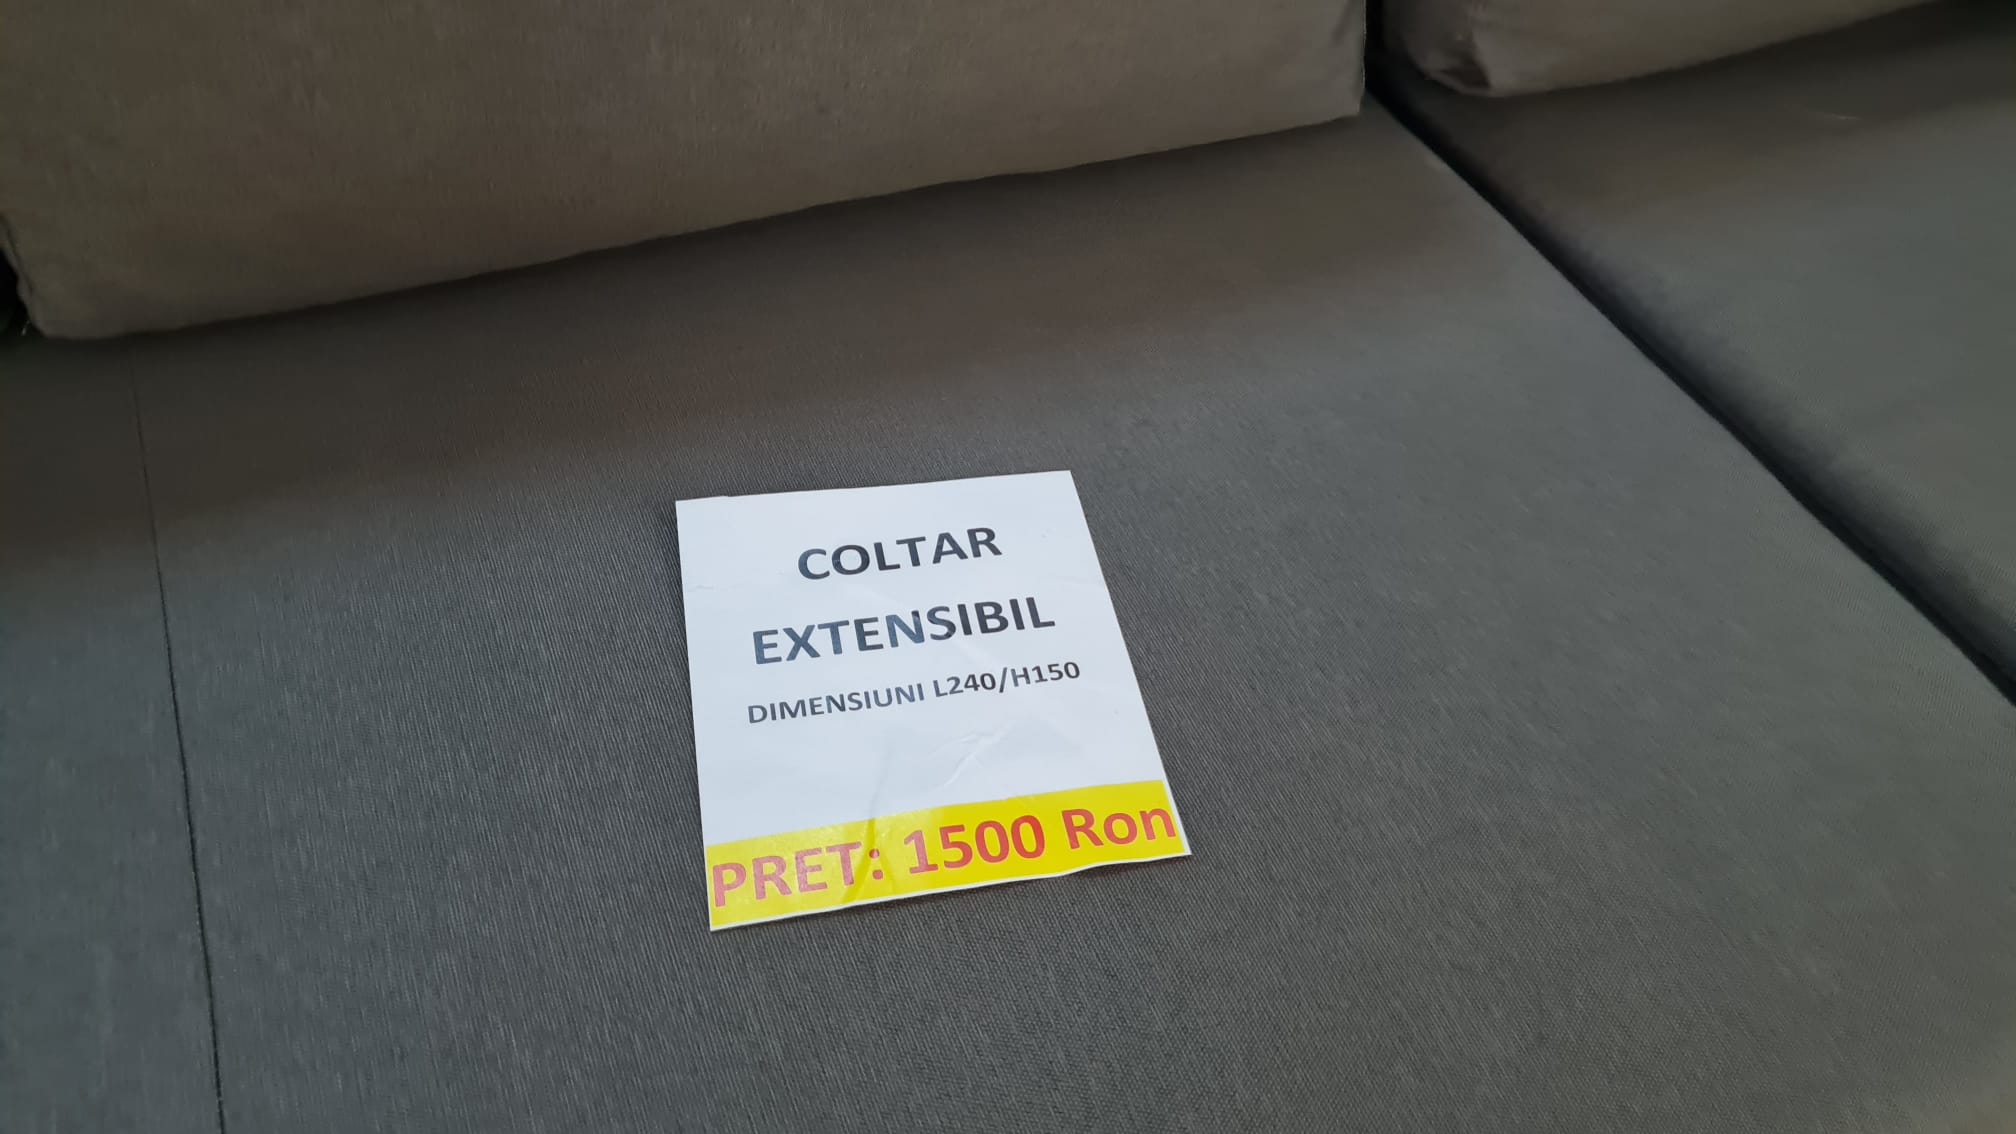 COLTAR
EXTENSIBIL
DIMENSIUNI L240/H150
PRET: 1500 Ron